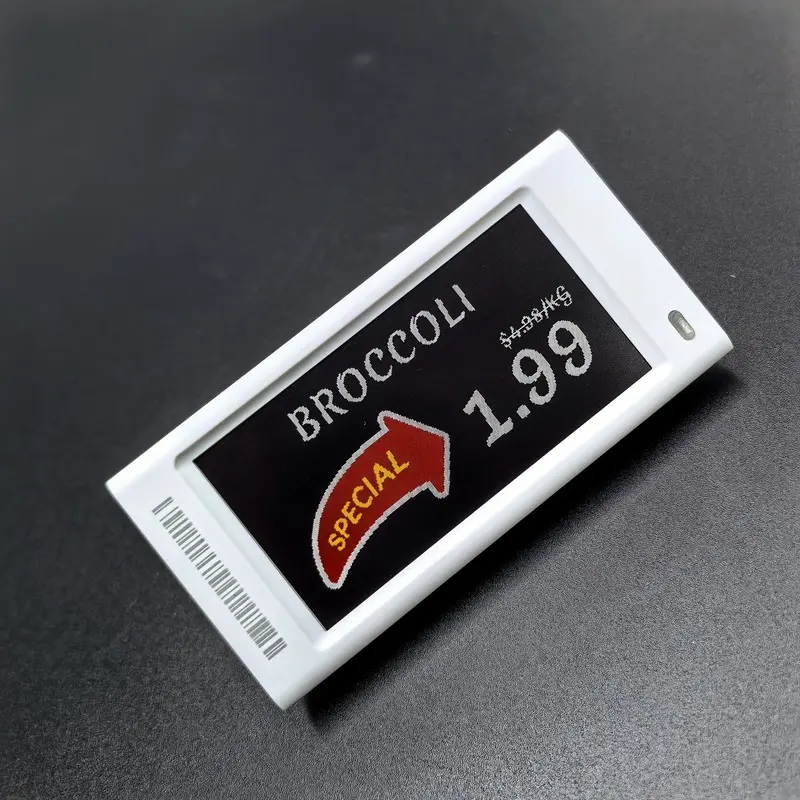 BROCCOLI
$4.98/KG
1.99
SPECIAL